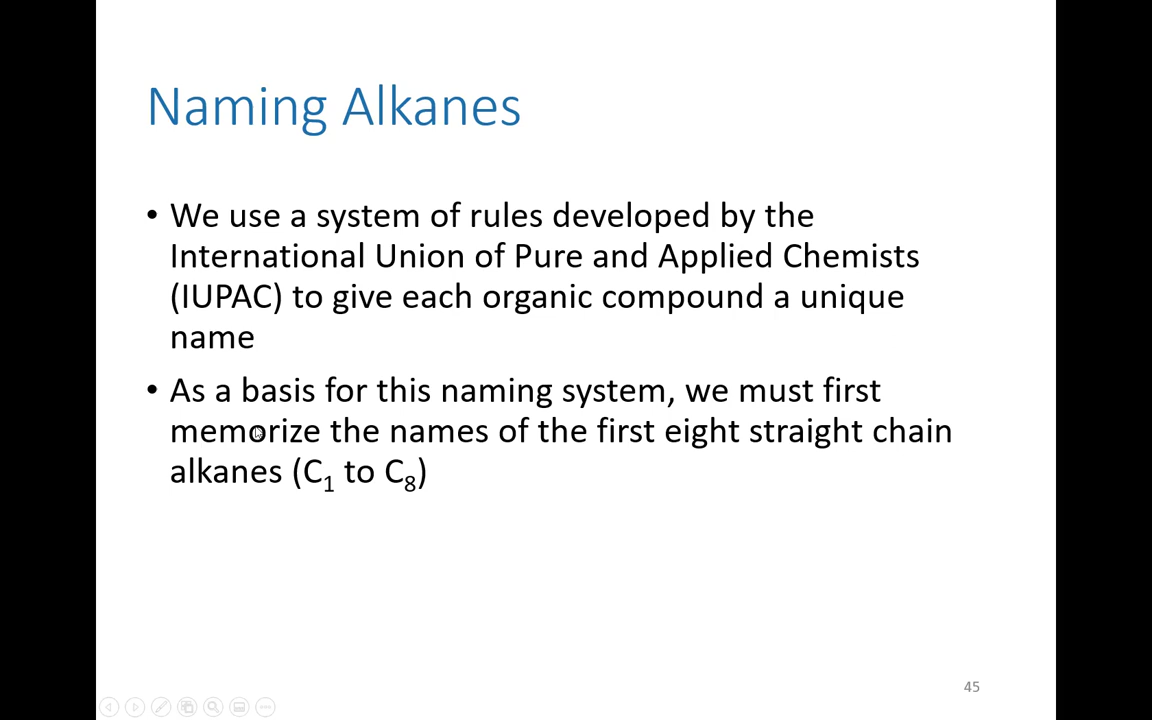 Naming Alkanes
• We use a system of rules developed by the
International Union of Pure and Applied Chemists
(IUPAC) to give each organic compound a unique
name
• As a basis for this naming system, we must first
memorize the names of the first eight straight chain
alkanes (C₁ to C₈)
45